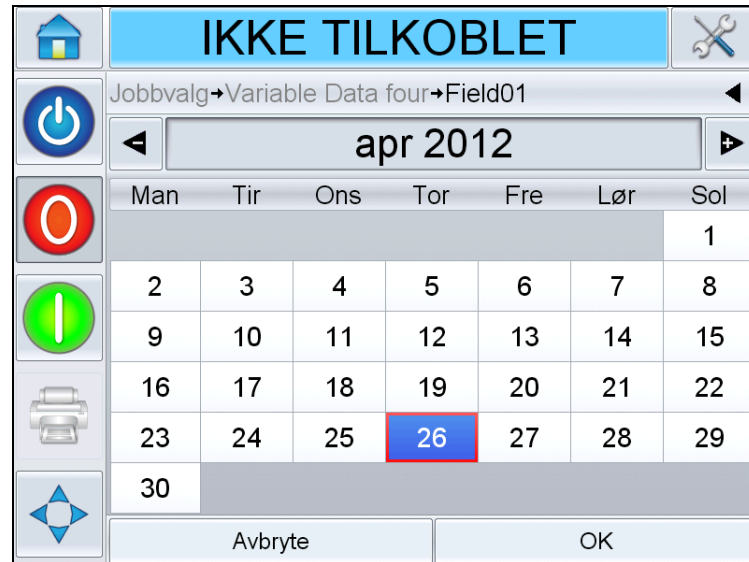 IKKE TILKOBLET
Jobbvalg→Variable Data four→Field01
apr 2012
Man Tir Ons Tor Fre Lør Sol
1
2 3 4 5 6 7 8
9 10 11 12 13 14 15
16 17 18 19 20 21 22
23 24 25 26 27 28 29
30
Avbryte OK